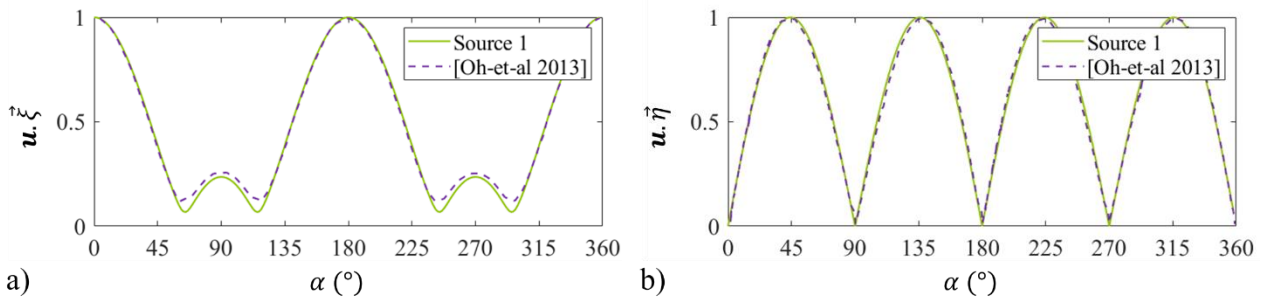 1
0.5
0
𝒖.ξ⃗
Source 1
[Oh-et-al 2013]
0 45 90 135 180 225 270 315 360
a) α (°)
1
0.5
0
𝒖.η⃗
Source 1
[Oh-et-al 2013]
0 45 90 135 180 225 270 315 360
b) α (°)